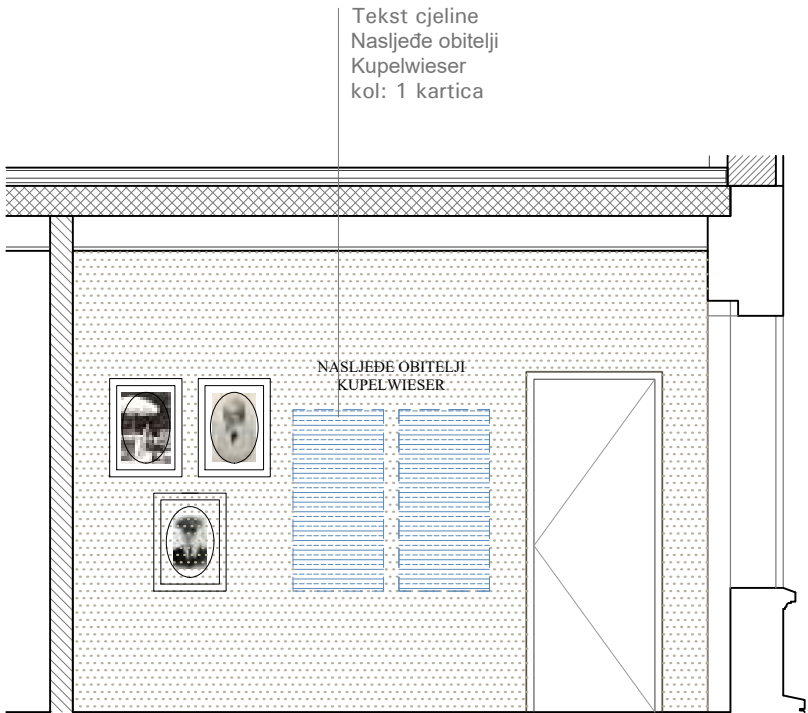 Tekst cjeline
Nasljeđe obitelji
Kupelwieser
kol: 1 kartica
NASLJEĐE OBITELJI
KUPELWIESER